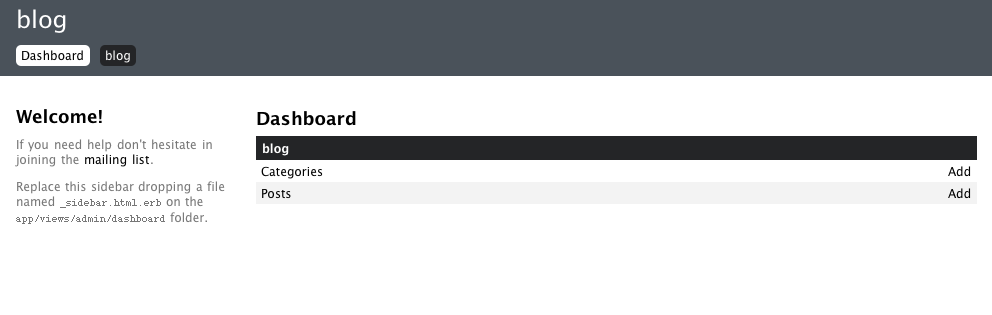 blog
Dashboard blog
Welcome!
If you need help don't hesitate in
joining the mailing list.
Replace this sidebar dropping a file
named _sidebar.html.erb on the
app/views/admin/dashboard folder.
Dashboard
blog
Categories Add
Posts Add